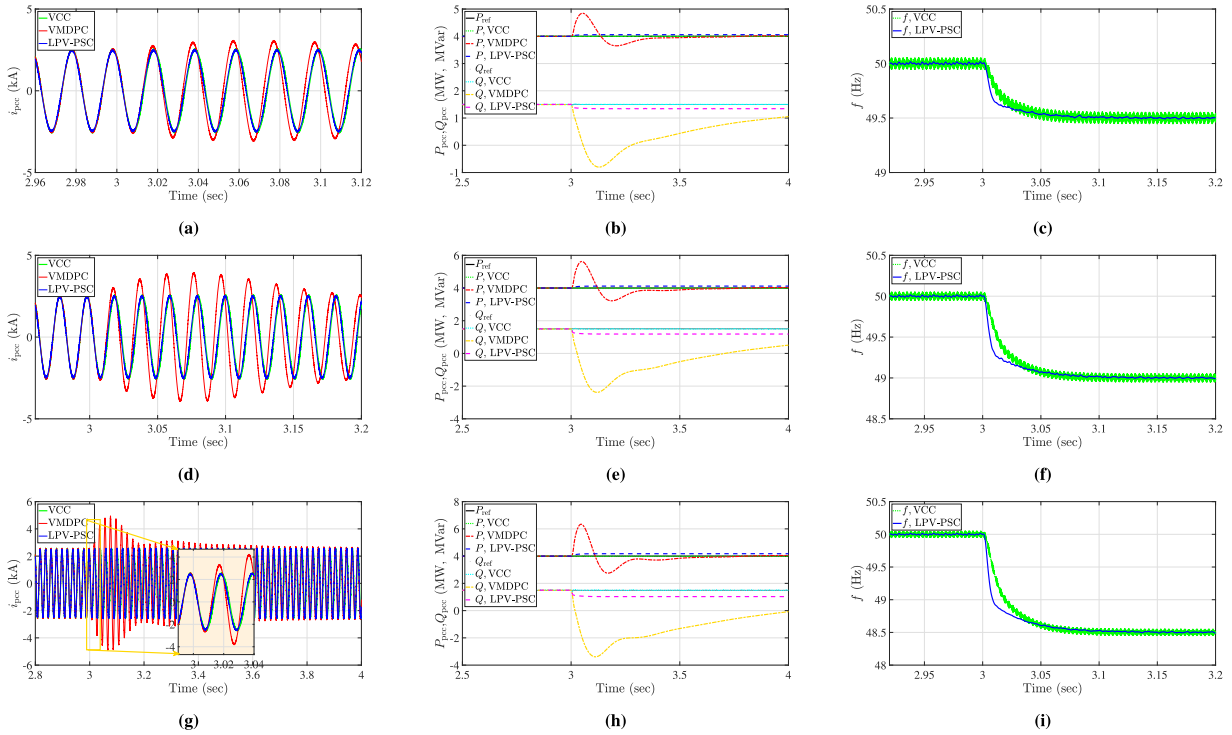 5
0
-5
i_pcc (kA)
VCC
VMDPC
LPV-PSC
2.96 2.98 3 3.02 3.04 3.06 3.08 3.1 3.12
Time (sec)
(a)
5
4
3
2
1
0
-1
P_pcc, Q_pcc (MW, MVar)
P_ref
P, VCC
P, VMDPC
P, LPV-PSC
Q_ref
Q, VCC
Q, VMDPC
Q, LPV-PSC
2.5 3 3.5 4
Time (sec)
(b)
50.5
50
49.5
49
f (Hz)
f, VCC
f, LPV-PSC
2.95 3 3.05 3.1 3.15 3.2
Time (sec)
(c)
5
0
-5
i_pcc (kA)
VCC
VMDPC
LPV-PSC
3 3.05 3.1 3.15 3.2
Time (sec)
(d)
6
4
2
0
-2
-4
P_pcc, Q_pcc (MW, MVar)
P_ref
P, VCC
P, VMDPC
P, LPV-PSC
Q_ref
Q, VCC
Q, VMDPC
Q, LPV-PSC
2.5 3 3.5 4
Time (sec)
(e)
50.5
50
49.5
49
48.5
f (Hz)
f, VCC
f, LPV-PSC
2.95 3 3.05 3.1 3.15 3.2
Time (sec)
(f)
6
4
2
0
-2
-4
-6
i_pcc (kA)
VCC
VMDPC
LPV-PSC
-2
-4
3 3.02 3.04
2.8 3 3.2 3.4 3.6 3.8 4
Time (sec)
(g)
8
6
4
2
0
-2
-4
P_pcc, Q_pcc (MW, MVar)
P_ref
P, VCC
P, VMDPC
P, LPV-PSC
Q_ref
Q, VCC
Q, VMDPC
Q, LPV-PSC
2.5 3 3.5 4
Time (sec)
(h)
50.5
50
49.5
49
48.5
48
f (Hz)
f, VCC
f, LPV-PSC
2.95 3 3.05 3.1 3.15 3.2
Time (sec)
(i)